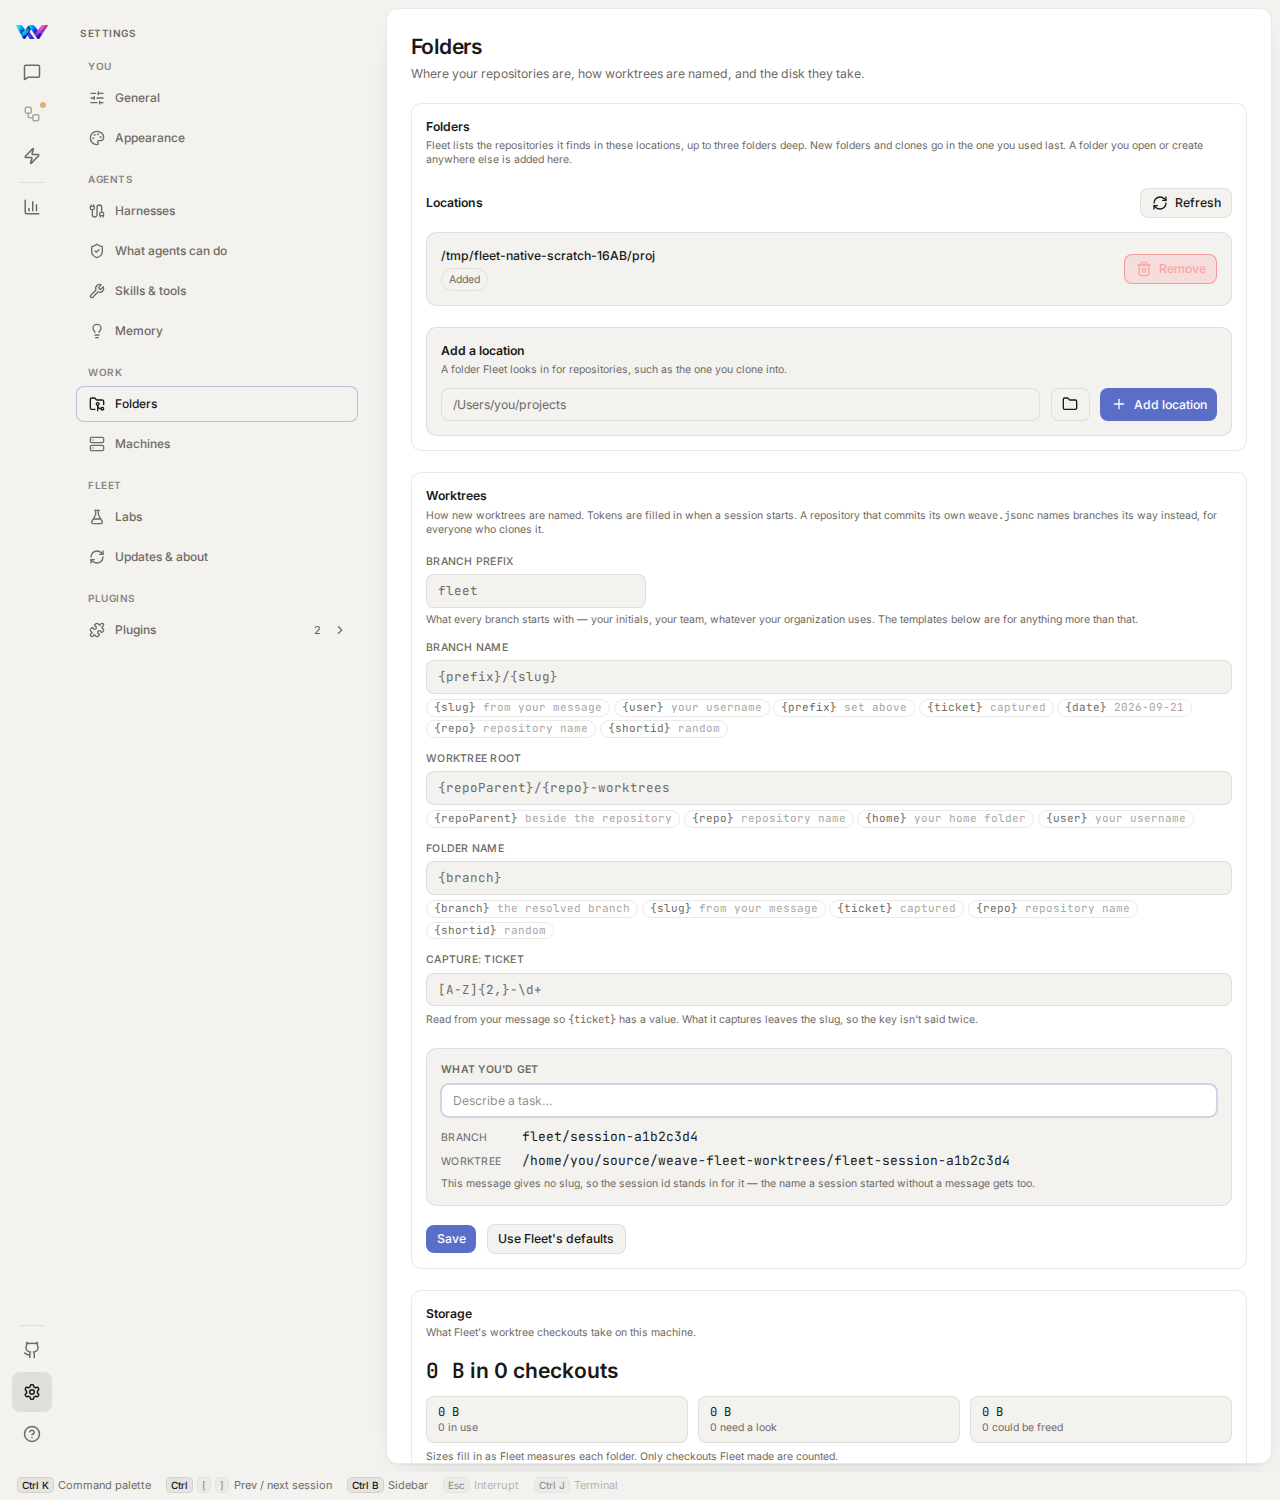 SETTINGS
YOU
General
Appearance
AGENTS
Harnesses
What agents can do
Skills & tools
Memory
WORK
Folders
Machines
FLEET
Labs
Updates & about
PLUGINS
Plugins 2
Folders
Where your repositories are, how worktrees are named, and the disk they take.
Folders
Fleet lists the repositories it finds in these locations, up to three folders deep. New folders and clones go in the one you used last. A folder you open or create
anywhere else is added here.
Locations
Refresh
/tmp/fleet-native-scratch-16AB/proj
Added
Remove
Add a location
A folder Fleet looks in for repositories, such as the one you clone into.
/Users/you/projects
Add location
Worktrees
How new worktrees are named. Tokens are filled in when a session starts. A repository that commits its own weave.jsonc names branches its way instead, for
everyone who clones it.
BRANCH PREFIX
fleet
What every branch starts with — your initials, your team, whatever your organization uses. The templates below are for anything more than that.
BRANCH NAME
{prefix}/{slug}
{slug} from your message {user} your username {prefix} set above {ticket} captured {date} 2026-09-21
{repo} repository name {shortid} random
WORKTREE ROOT
{repoParent}/{repo}-worktrees
{repoParent} beside the repository {repo} repository name {home} your home folder {user} your username
FOLDER NAME
{branch}
{branch} the resolved branch {slug} from your message {ticket} captured {repo} repository name
{shortid} random
CAPTURE: TICKET
[A-Z]{2,}-\d+
Read from your message so {ticket} has a value. What it captures leaves the slug, so the key isn't said twice.
WHAT YOU'D GET
Describe a task...
BRANCH fleet/session-a1b2c3d4
WORKTREE /home/you/source/weave-fleet-worktrees/fleet-session-a1b2c3d4
This message gives no slug, so the session id stands in for it — the name a session started without a message gets too.
Save
Use Fleet's defaults
Storage
What Fleet's worktree checkouts take on this machine.
0 B in 0 checkouts
0 B
0 in use
0 B
0 need a look
0 B
0 could be freed
Sizes fill in as Fleet measures each folder. Only checkouts Fleet made are counted.
Ctrl K Command palette Ctrl [ ] Prev / next session Ctrl B Sidebar Esc Interrupt Ctrl J Terminal